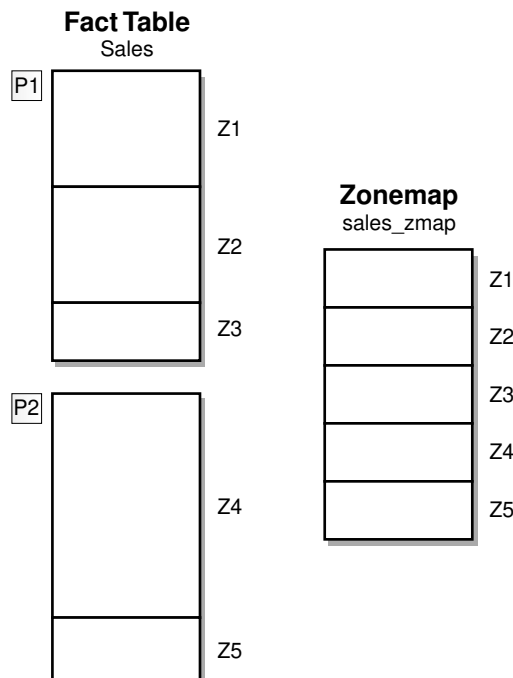 Fact Table
Sales
P1
Z1
Z2
Z3
P2
Z4
Z5
Zonemap
sales_zmap
Z1
Z2
Z3
Z4
Z5